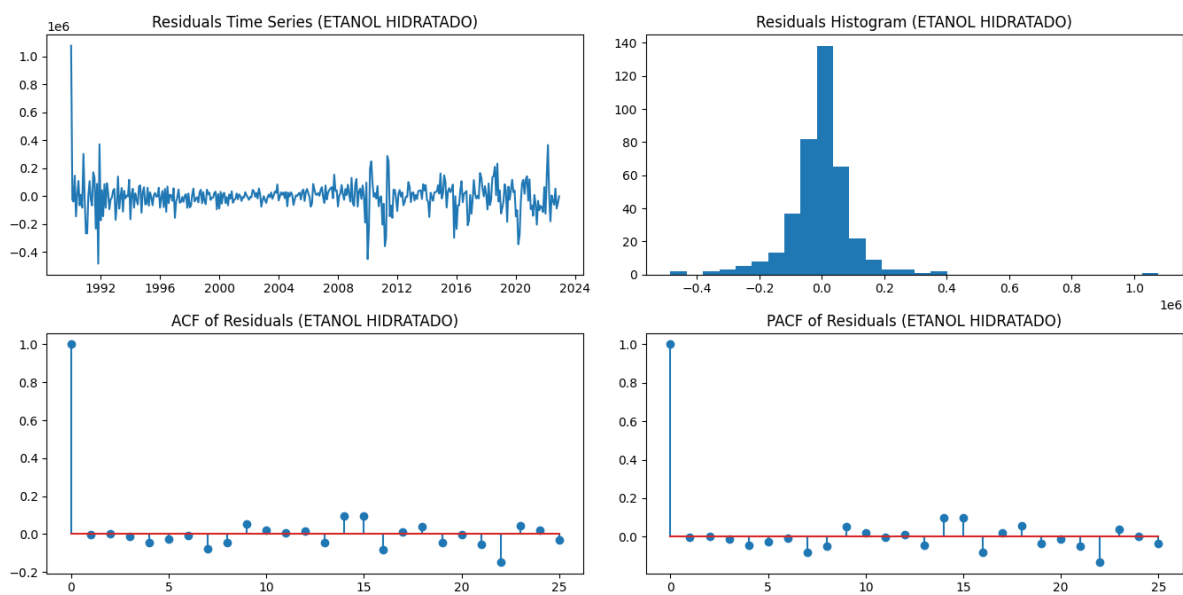 Residuals Time Series (ETANOL HIDRATADO)
1e6
1.0
0.8
0.6
0.4
0.2
0.0
−0.2
−0.4
1992 1996 2000 2004 2008 2012 2016 2020 2024
Residuals Histogram (ETANOL HIDRATADO)
140
120
100
80
60
40
20
0
−0.4 −0.2 0.0 0.2 0.4 0.6 0.8 1.0
1e6
ACF of Residuals (ETANOL HIDRATADO)
1.0
0.8
0.6
0.4
0.2
0.0
−0.2
0 5 10 15 20 25
PACF of Residuals (ETANOL HIDRATADO)
1.0
0.8
0.6
0.4
0.2
0.0
0 5 10 15 20 25